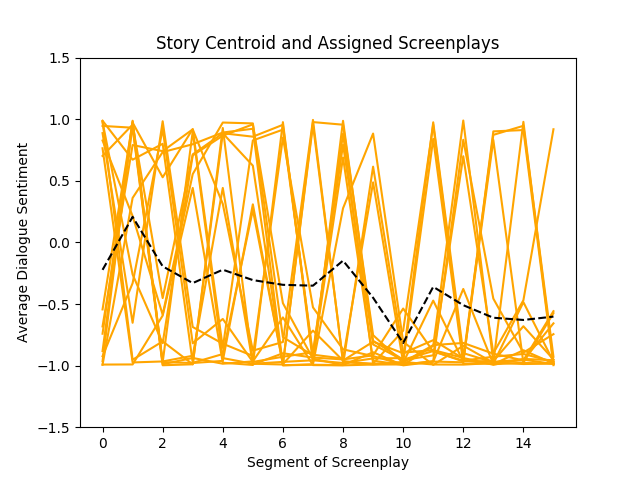 Story Centroid and Assigned Screenplays
1.5
1.0
0.5
0.0
−0.5
−1.0
−1.5
Average Dialogue Sentiment
0 2 4 6 8 10 12 14
Segment of Screenplay